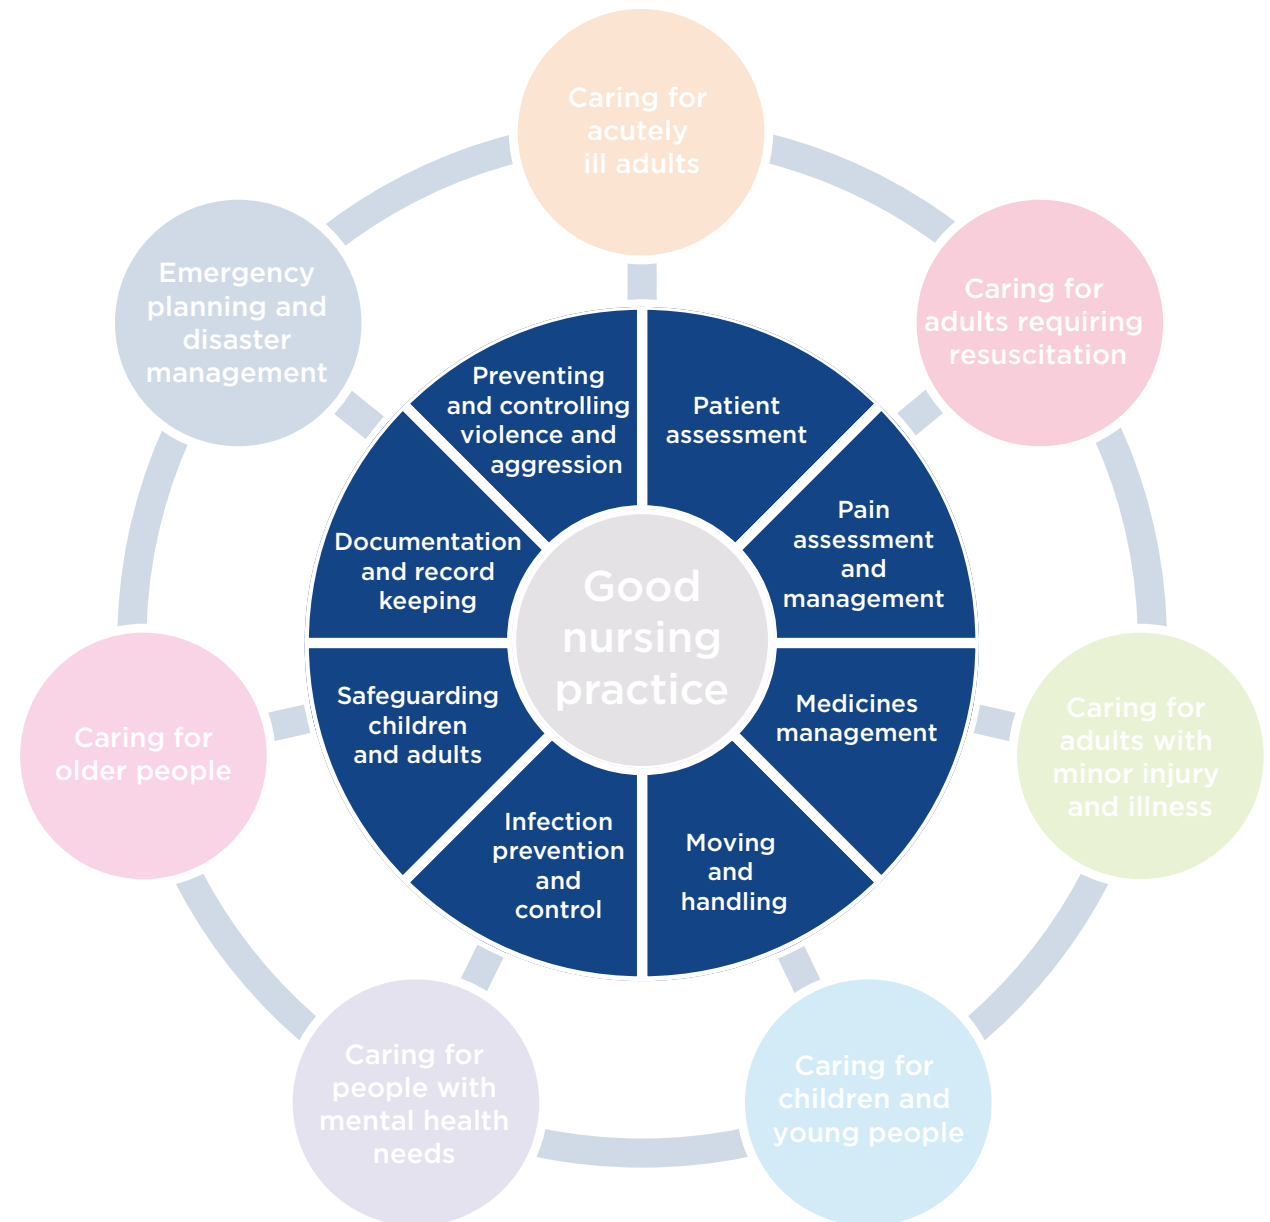 Caring for
acutely
ill adults
Caring for
adults requiring
resuscitation
Caring for
adults with
minor injury
and illness
Caring for
children and
young people
Caring for
people with
mental health
needs
Caring for
older people
Emergency
planning and
disaster
management
Patient
assessment
Pain
assessment
and
management
Medicines
management
Moving
and
handling
Infection
prevention
and
control
Safeguarding
children
and adults
Documentation
and record
keeping
Preventing
and controlling
violence and
aggression
Good
nursing
practice